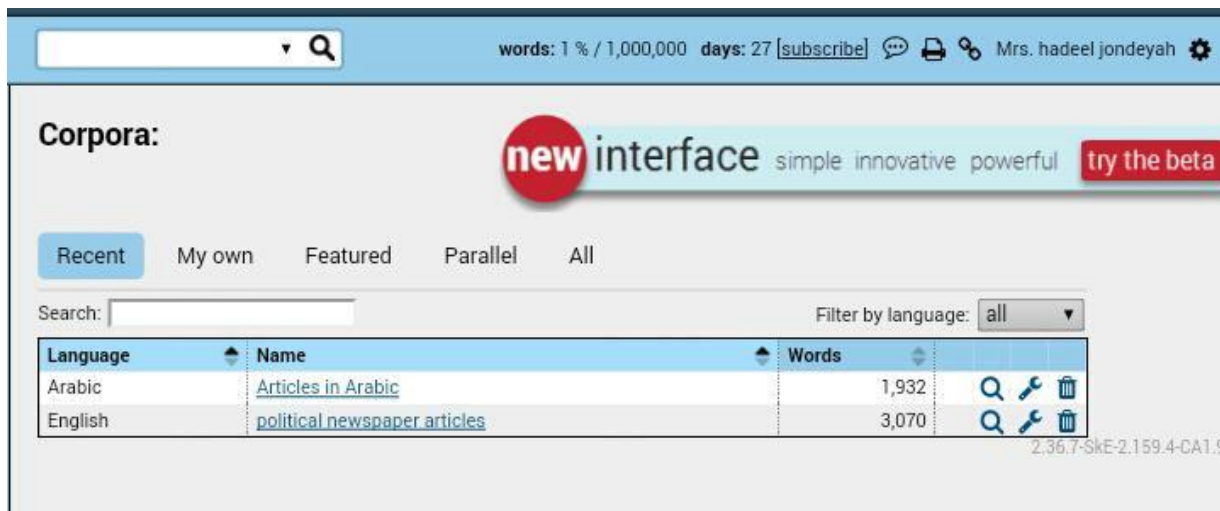 words: 1 % / 1,000,000 days: 27 [subscribe] Mrs. hadeel jondeyah
Corpora:
new interface simple innovative powerful try the beta
Recent My own Featured Parallel All
Search: Filter by language: all
Language Name Words
Arabic Articles in Arabic 1,932
English political newspaper articles 3,070
2.36.7-SkE-2.159.4-CA1.9